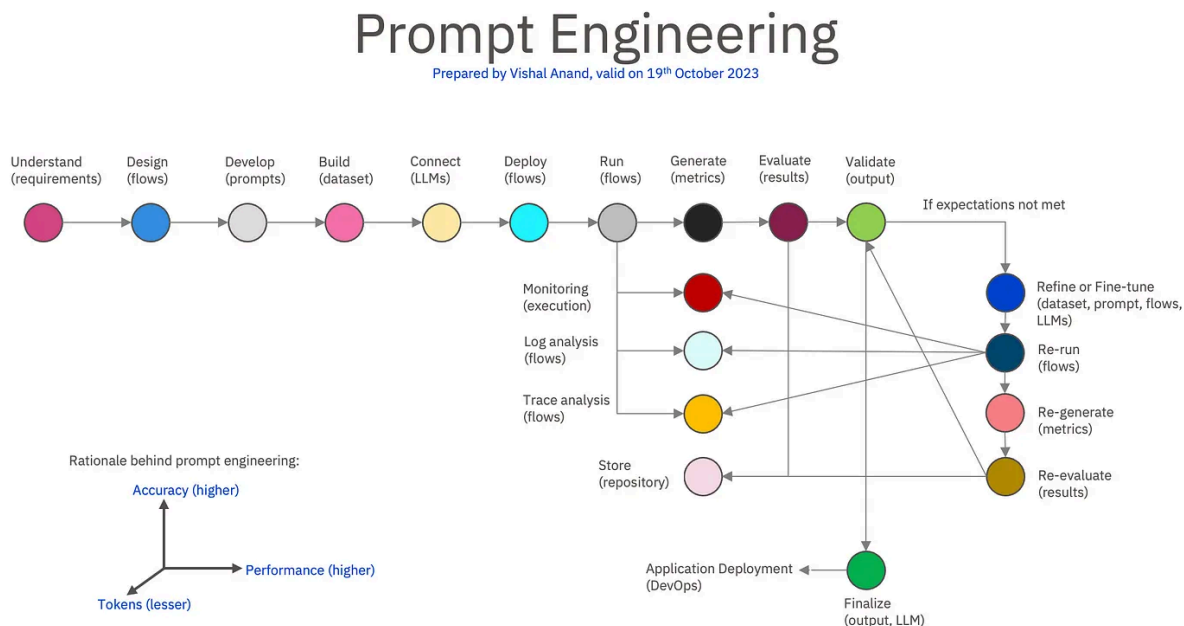 Prompt Engineering
Prepared by Vishal Anand, valid on 19th October 2023
Understand
(requirements)
Design
(flows)
Develop
(prompts)
Build
(dataset)
Connect
(LLMs)
Deploy
(flows)
Run
(flows)
Generate
(metrics)
Evaluate
(results)
Validate
(output)
If expectations not met
Monitoring
(execution)
Refine or Fine-tune
(dataset, prompt, flows,
LLMs)
Log analysis
(flows)
Re-run
(flows)
Trace analysis
(flows)
Re-generate
(metrics)
Store
(repository)
Re-evaluate
(results)
Rationale behind prompt engineering:
Accuracy (higher)
Performance (higher)
Tokens (lesser)
Application Deployment
(DevOps)
Finalize
(output, LLM)